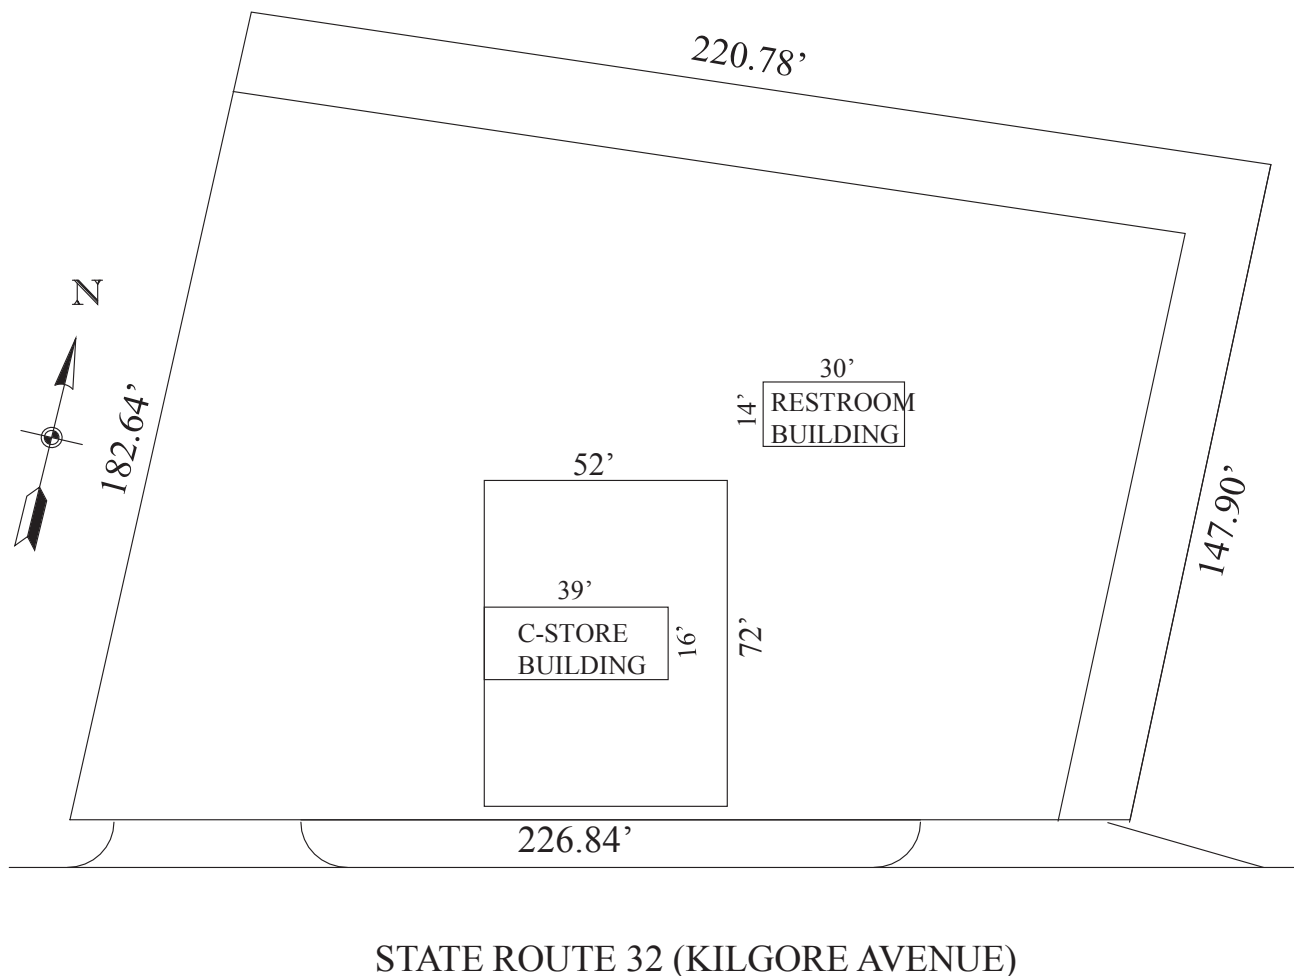 220.78’
N
182.64’
30’
14’
RESTROOM
BUILDING
52’
147.90’
39’
C-STORE
BUILDING
16’
72’
226.84’
STATE ROUTE 32 (KILGORE AVENUE)